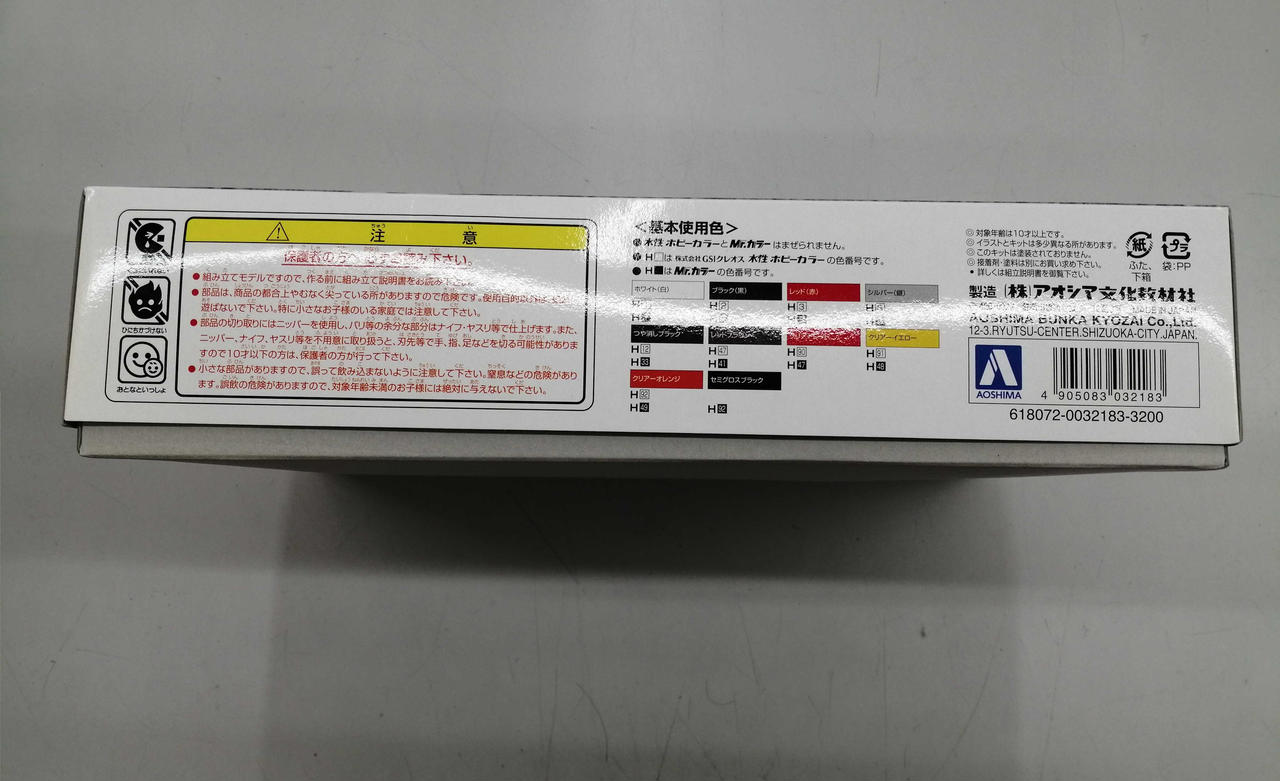 ひにちかづけない
おとなといっしょ
注意
保護者の方へ
下さい。
●組み立てモデルですので、作る前に組み立て説明書をお読み下さい。
●部品は、商品の都合上やむなく尖っている所がありますので危険です。使用目的以外
遊ばないで下さい。特に小さなお子様のいる家庭では注意して下さい。
●部品の切り取りにはニッパーを使用し、バリ等の余分な部分はナイフ・ヤスリ等で仕上げます。また、
ニッパー、ナイフ、ヤスリ等を不用意に取り扱うと、刃先等で手、指、足などを切る可能性がありま
すので10才以下の方は、保護者の方が行って下さい。
●小さな部品がありますので、誤って飲み込まないように注意して下さい。窒息などの危険があり
ます。誤飲の危険がありますので、対象年齢未満のお子様には絶対に与えないで下さい。
<基本使用色>
水性 ホビーカラーとMr.カラーはまぜられません。
H□は 株式会社GSIクレオス 水性 ホビーカラーの色番号です。
●H■はMr.カラーの色番号です。
ホワイト(白) ブラック(黒) レッド(赤) シルバー(銀)
つや消しブラック クリアーイエロー
H12 H47 H90 H91
H33 H41 H47 H48
クリアーオレンジ セミグロスブラック
H92
H49 H92
◎対象年齢は10才以上です。
◎イラストとキットは多少異なる所があります。
◎このキットは塗装されておりません。
◎接着剤・塗料は別にお買い求め下さい。
•詳しくは組立説明書を御覧下さい。
紙 プラ
ふた、下箱 袋:PP
製造 (株)アオシマ文化教材社
MADE IN JAPAN
AOSHIMA BUNKA KYOZAI Co., Ltd.
12-3.RYUTSU-CENTER.SHIZUOKA-CITY.JAPAN.
AOSHIMA
4 905083 032183
618072-0032183-3200